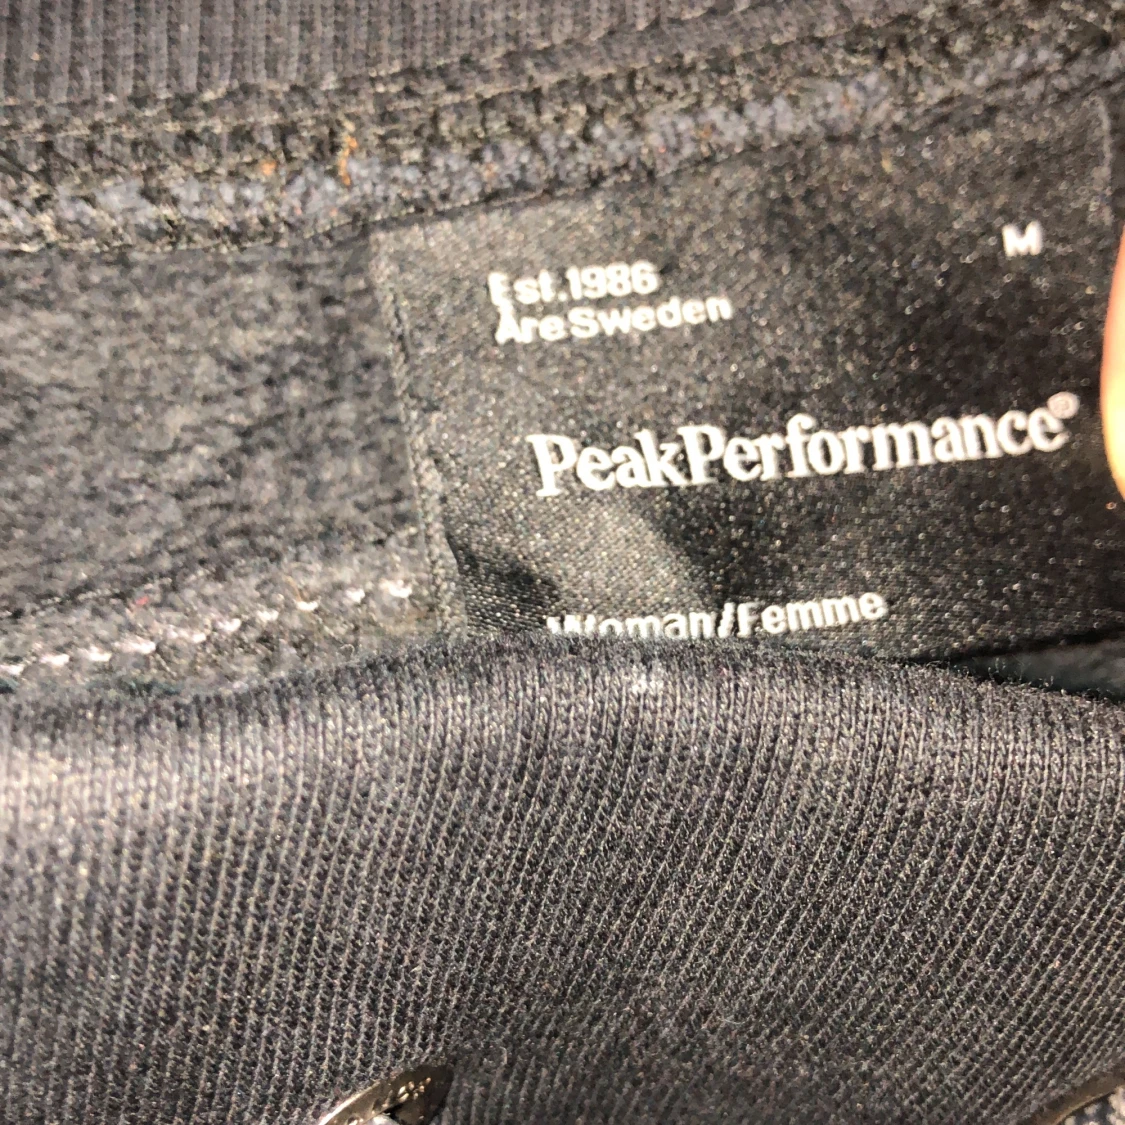 M
Est.1986
Åre Sweden
PeakPerformance®
Woman/Femme